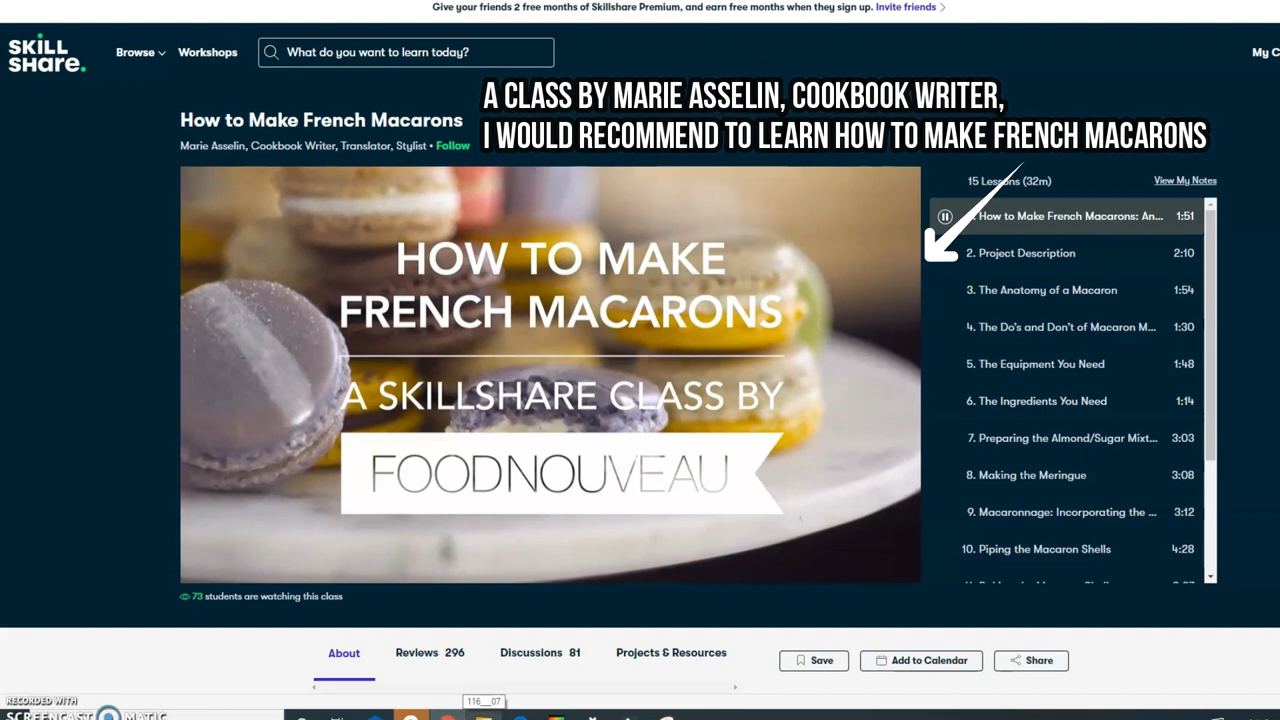 Give your friends 2 free months of Skillshare Premium, and earn free months when they sign up. Invite friends
SKILL
SHARE.
Browse
Workshops
What do you want to learn today?
My C
A CLASS BY MARIE ASSELIN, COOKBOOK WRITER,
I WOULD RECOMMEND TO LEARN HOW TO MAKE FRENCH MACARONS
How to Make French Macarons
Marie Asselin, Cookbook Writer, Translator, Stylist • Follow
HOW TO MAKE
FRENCH MACARONS
A SKILLSHARE CLASS BY
FOODNOUVEAU
15 Lessons (32m)
View My Notes
How to Make French Macarons: An... 1:51
2. Project Description 2:10
3. The Anatomy of a Macaron 1:54
4. The Do's and Don't of Macaron M... 1:30
5. The Equipment You Need 1:48
6. The Ingredients You Need 1:14
7. Preparing the Almond/Sugar Mixt... 3:03
8. Making the Meringue 3:08
9. Macaronnage: Incorporating the ... 3:12
10. Piping the Macaron Shells 4:28
73 students are watching this class
About
Reviews 296
Discussions 81
Projects & Resources
Save
Add to Calendar
Share
116__07
RECORDED WITH
SCREENCAST MATIC